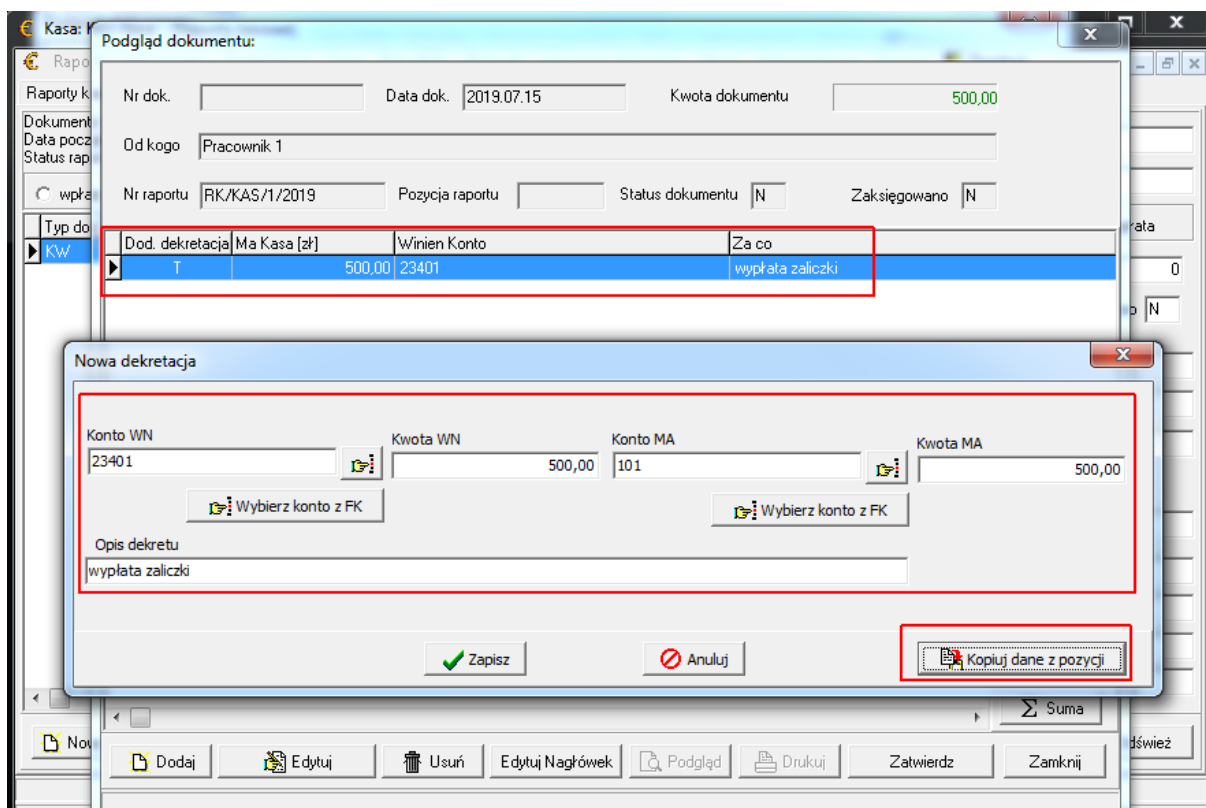 Kasa: K
Podgląd dokumentu:
Rapo
Raporty k
Nr dok. Data dok. 2019.07.15 Kwota dokumentu 500,00
Dokument
Data pocz
Od kogo Pracownik 1
Status rap
wpła
Nr raportu RK/KAS/1/2019 Pozycja raportu Status dokumentu N Zaksięgowano N
Typ do
Dod. dekretacja Ma Kasa [zł] Winien Konto Za co
KW
T 500,00 23401 wypłata zaliczki
0
N
Nowa dekretacja
Konto WN Kwota WN Konto MA Kwota MA
23401 500,00 101 500,00
Wybierz konto z FK Wybierz konto z FK
Opis dekretu
wypłata zaliczki
Zapisz Anuluj Kopiuj dane z pozycji
Σ Suma
Now
Dodaj Edytuj Usuń Edytuj Nagłówek Podgląd Drukuj Zatwierdz Zamknij
dśwież